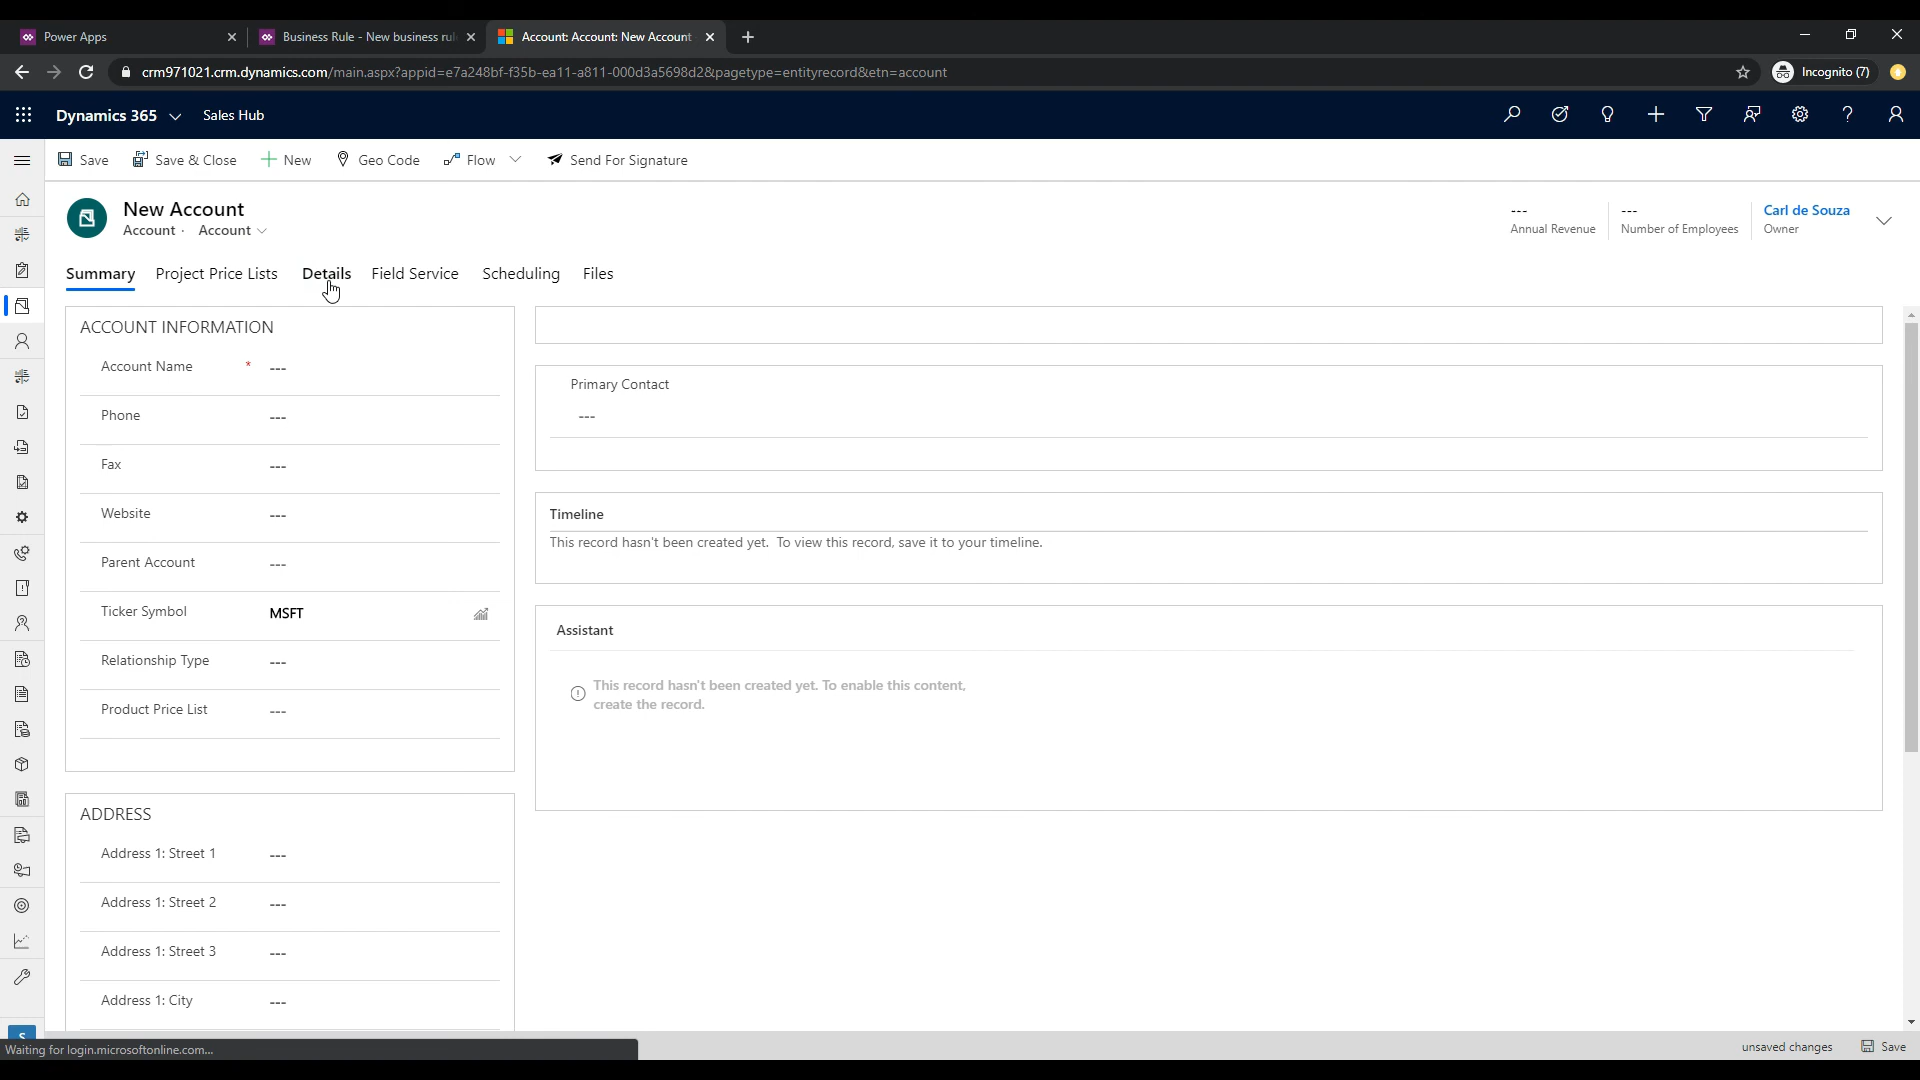 Power Apps
Business Rule - New business rul
Account: Account: New Account
crm971021.crm.dynamics.com/main.aspx?appid=e7a248bf-f35b-ea11-a811-000d3a5698d2&pagetype=entityrecord&etn=account
Incognito (7)
Dynamics 365
Sales Hub
Save
Save & Close
New
Geo Code
Flow
Send For Signature
New Account
Account · Account
---
Annual Revenue
---
Number of Employees
Carl de Souza
Owner
Summary
Project Price Lists
Details
Field Service
Scheduling
Files
ACCOUNT INFORMATION
Account Name * ---
Phone ---
Fax ---
Website ---
Parent Account ---
Ticker Symbol MSFT
Relationship Type ---
Product Price List ---
ADDRESS
Address 1: Street 1 ---
Address 1: Street 2 ---
Address 1: Street 3 ---
Address 1: City ---
Primary Contact
---
Timeline
This record hasn't been created yet. To view this record, save it to your timeline.
Assistant
This record hasn't been created yet. To enable this content,
create the record.
S
Waiting for login.microsoftonline.com...
unsaved changes
Save